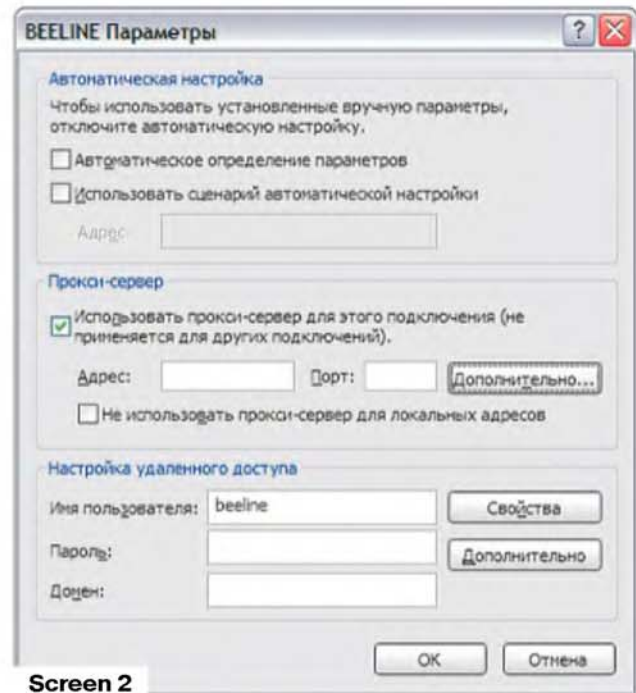 BEELINE Параметры
Автоматическая настройка
Чтобы использовать установленные вручную параметры,
отключите автоматическую настройку.
Автоматическое определение параметров
Использовать сценарий автоматической настройки
Адрес:
Прокси-сервер
Использовать прокси-сервер для этого подключения (не
применяется для других подключений).
Адрес: Порт: Дополнительно...
Не использовать прокси-сервер для локальных адресов
Настройка удаленного доступа
Имя пользователя: beeline Свойства
Пароль: Дополнительно
Домен:
ОК Отмена
Screen 2